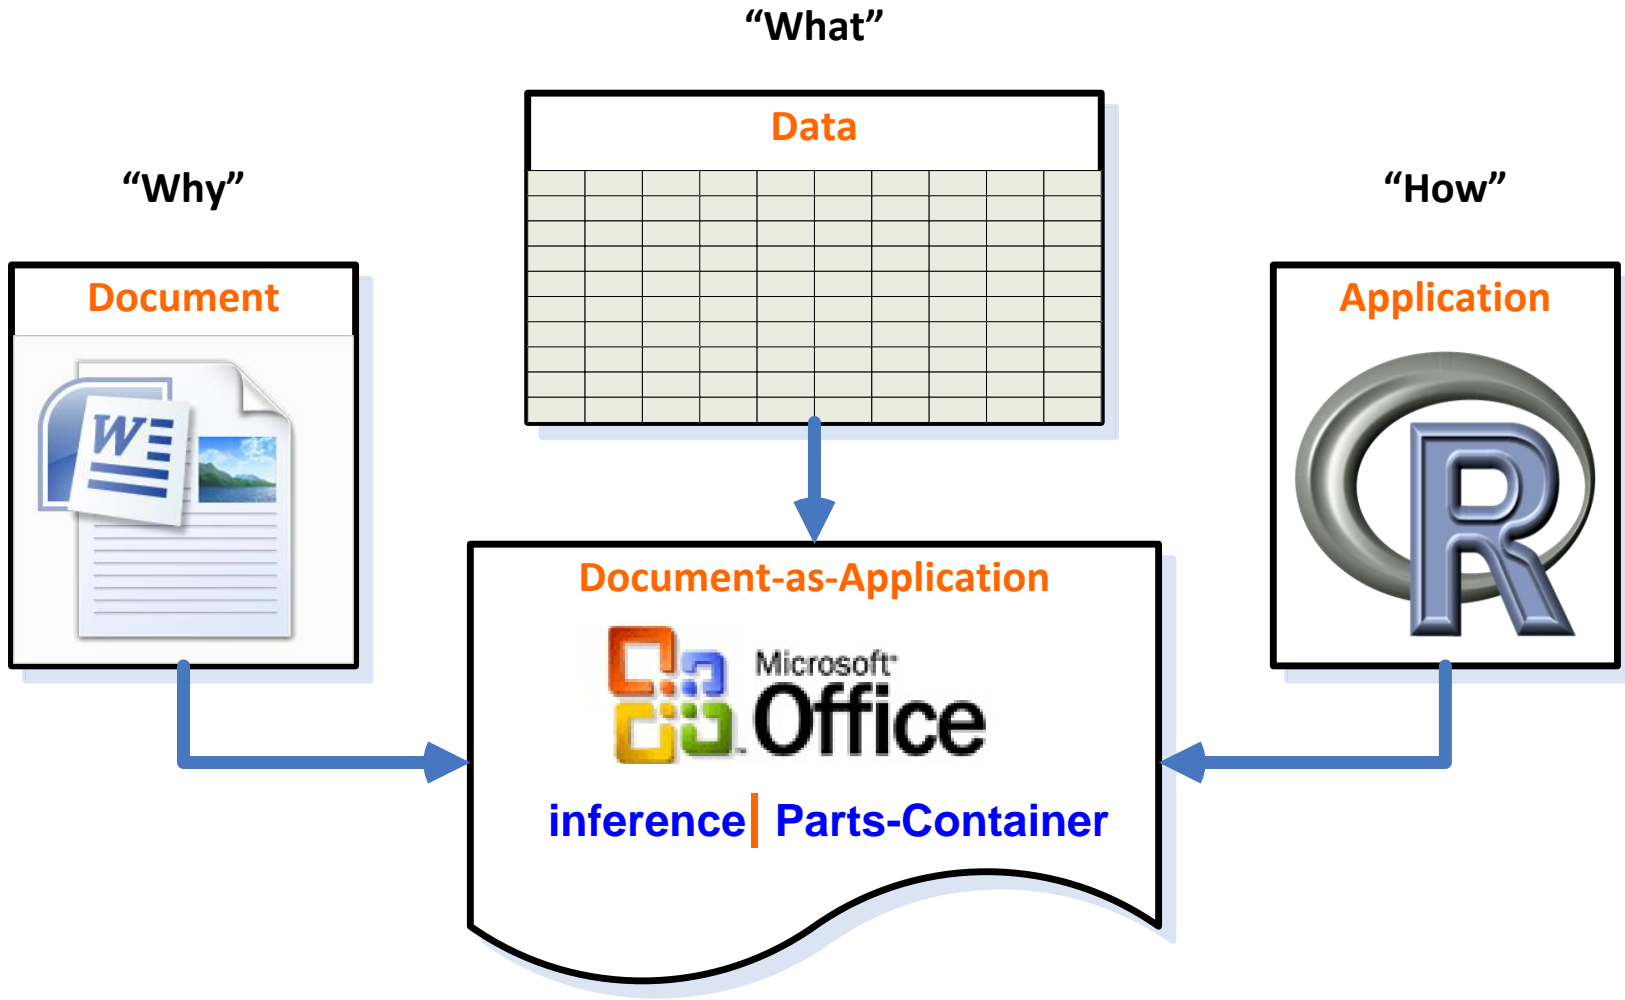 “What”
Data
“Why”
“How”
Document
Application
W
R
Document-as-Application
Microsoft
Office
inference| Parts-Container